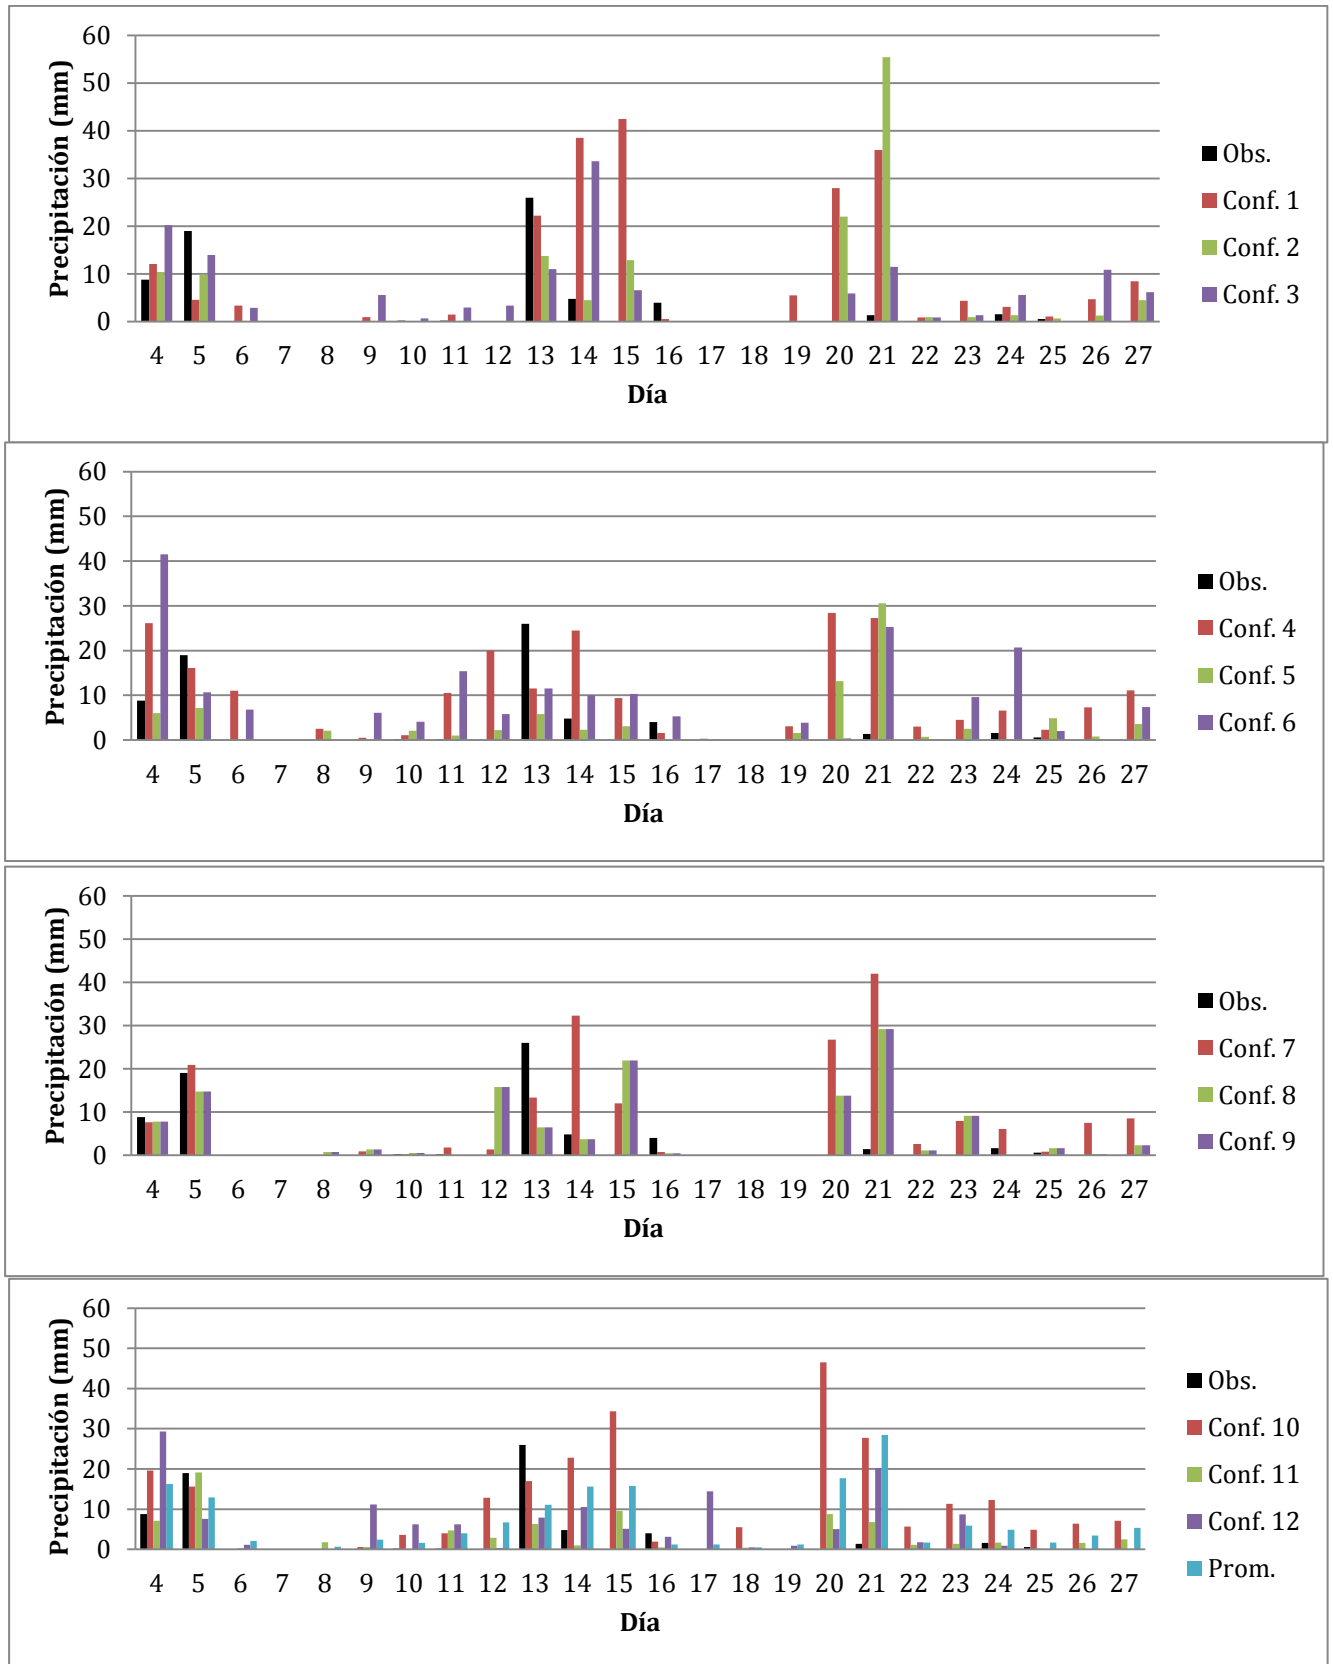 Precipitación (mm)
60
50
40
30
20
10
0
4 5 6 7 8 9 10 11 12 13 14 15 16 17 18 19 20 21 22 23 24 25 26 27
Día
Obs.
Conf. 1
Conf. 2
Conf. 3
Precipitación (mm)
60
50
40
30
20
10
0
4 5 6 7 8 9 10 11 12 13 14 15 16 17 18 19 20 21 22 23 24 25 26 27
Día
Obs.
Conf. 4
Conf. 5
Conf. 6
Precipitación (mm)
60
50
40
30
20
10
0
4 5 6 7 8 9 10 11 12 13 14 15 16 17 18 19 20 21 22 23 24 25 26 27
Día
Obs.
Conf. 7
Conf. 8
Conf. 9
Precipitación (mm)
60
50
40
30
20
10
0
4 5 6 7 8 9 10 11 12 13 14 15 16 17 18 19 20 21 22 23 24 25 26 27
Día
Obs.
Conf. 10
Conf. 11
Conf. 12
Prom.